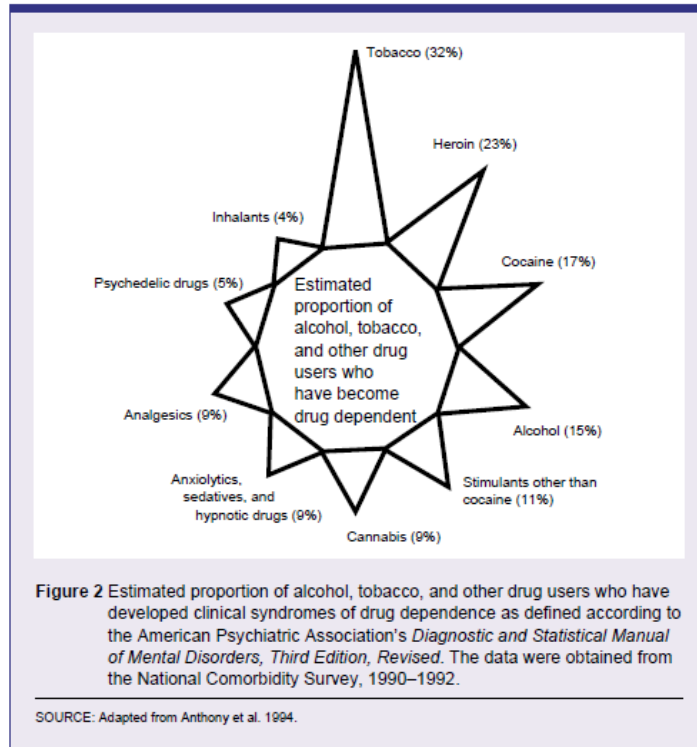 Tobacco (32%)
Heroin (23%)
Inhalants (4%)
Cocaine (17%)
Psychedelic drugs (5%)
Estimated
proportion of
alcohol, tobacco,
and other drug
users who
have become
drug dependent
Analgesics (9%)
Alcohol (15%)
Anxiolytics,
sedatives, and
hypnotic drugs (9%)
Stimulants other than
cocaine (11%)
Cannabis (9%)
Figure 2 Estimated proportion of alcohol, tobacco, and other drug users who have
developed clinical syndromes of drug dependence as defined according to
the American Psychiatric Association's Diagnostic and Statistical Manual
of Mental Disorders, Third Edition, Revised. The data were obtained from
the National Comorbidity Survey, 1990–1992.
SOURCE: Adapted from Anthony et al. 1994.